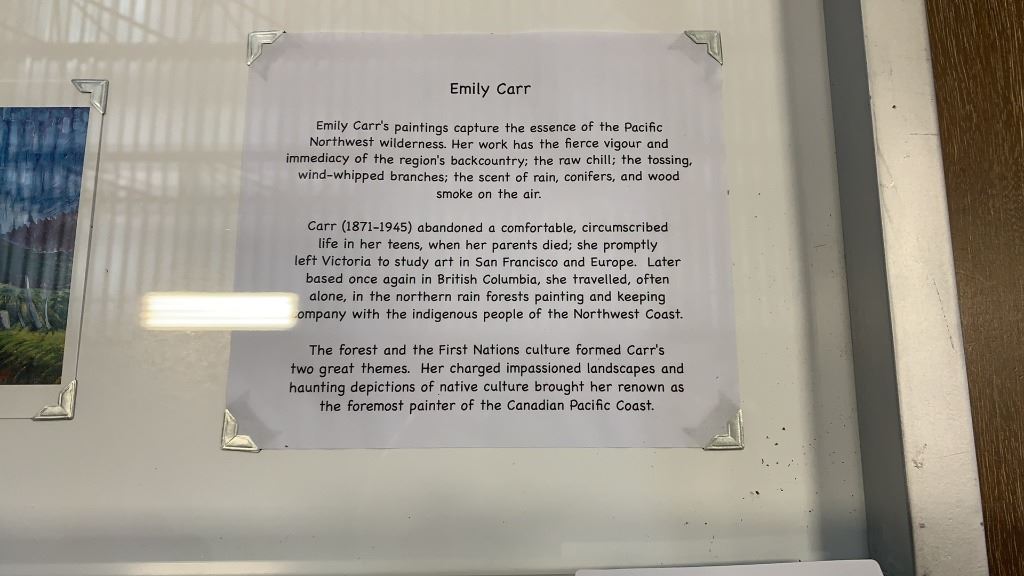 Emily Carr
Emily Carr's paintings capture the essence of the Pacific
Northwest wilderness. Her work has the fierce vigour and
immediacy of the region's backcountry; the raw chill; the tossing,
wind-whipped branches; the scent of rain, conifers, and wood
smoke on the air.
Carr (1871-1945) abandoned a comfortable, circumscribed
life in her teens, when her parents died; she promptly
left Victoria to study art in San Francisco and Europe. Later
based once again in British Columbia, she travelled, often
alone, in the northern rain forests painting and keeping
company with the indigenous people of the Northwest Coast.
The forest and the First Nations culture formed Carr's
two great themes. Her charged impassioned landscapes and
haunting depictions of native culture brought her renown as
the foremost painter of the Canadian Pacific Coast.